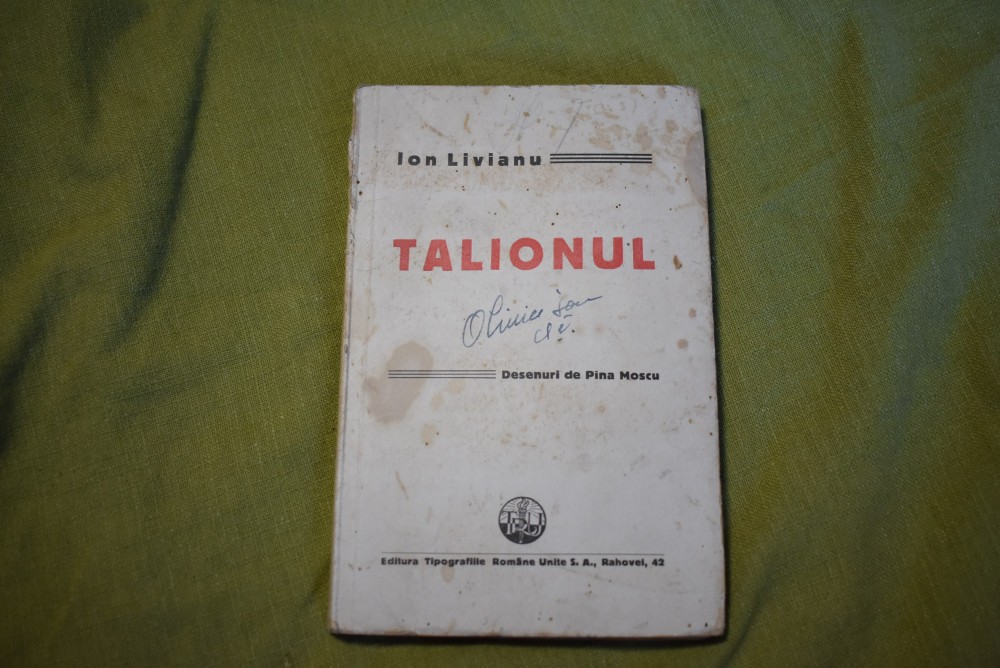 Ion Livianu
TALIONUL
Desenuri de Pina Moscu
Editura Tipografiile Române Unite S. A., Rahovei, 42